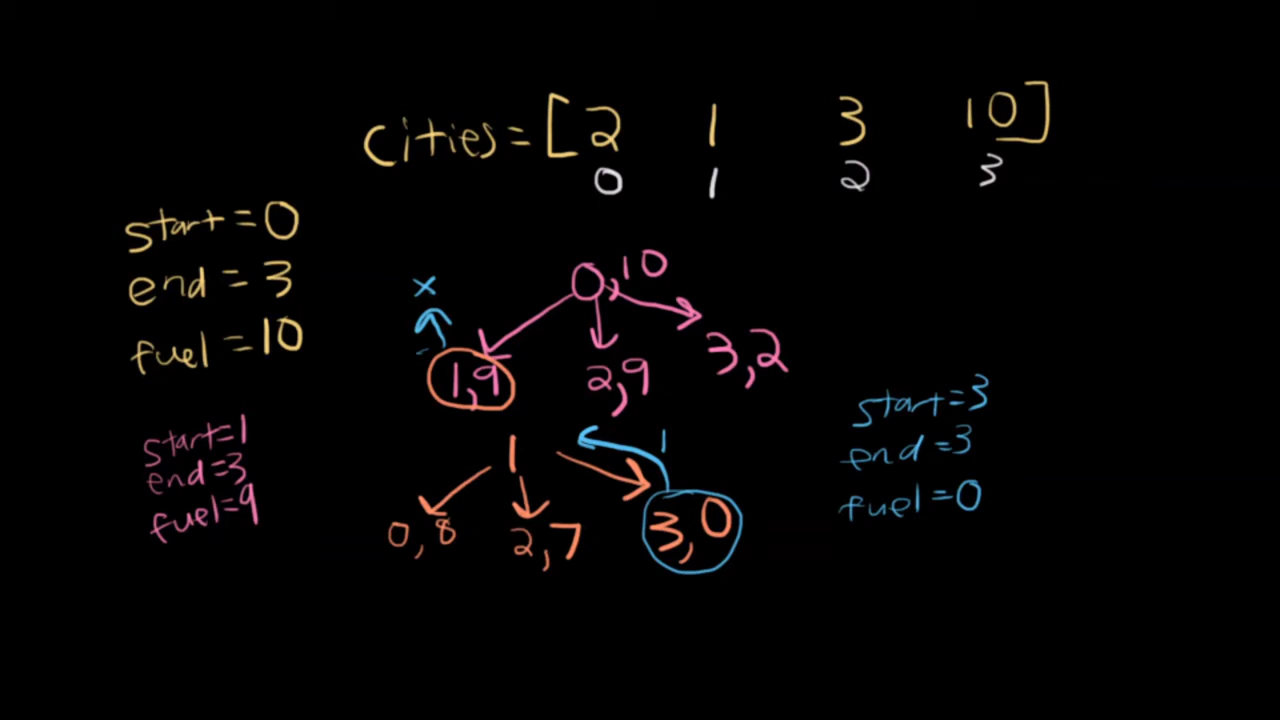 cities = [2 1 3 10]
0 1 2 3
start = 0
end = 3
fuel = 10
0,10
x
1,9 2,9 3,2
start=1
end=3
fuel=9
1
1
0,8 2,7 3,0
start=3
end=3
fuel=0